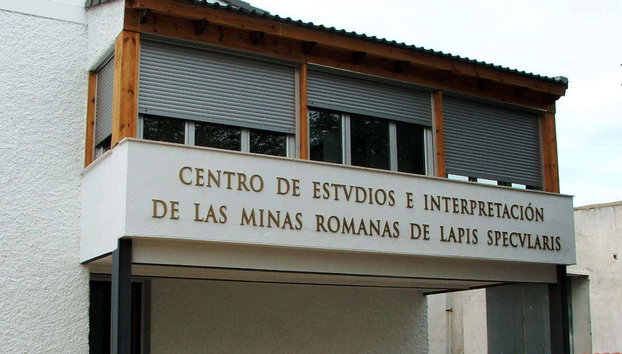 CENTRO DE ESTVDIOS E INTERPRETACIÓN
DE LAS MINAS ROMANAS DE LAPIS SPECVLARIS